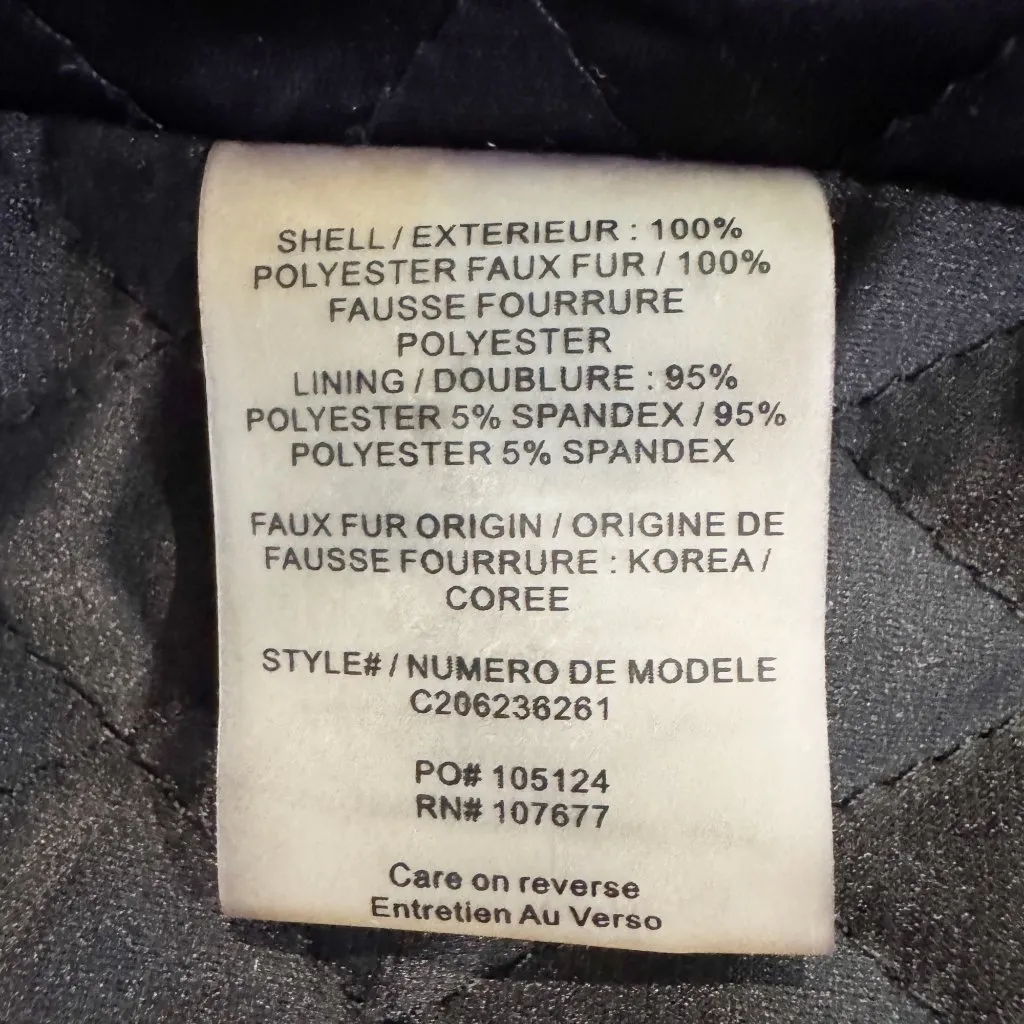 SHELL / EXTERIEUR : 100%
POLYESTER FAUX FUR / 100%
FAUSSE FOURRURE
POLYESTER
LINING / DOUBLURE : 95%
POLYESTER 5% SPANDEX / 95%
POLYESTER 5% SPANDEX
FAUX FUR ORIGIN / ORIGINE DE
FAUSSE FOURRURE : KOREA /
COREE
STYLE# / NUMERO DE MODELE
C206236261
PO# 105124
RN# 107677
Care on reverse
Entretien Au Verso